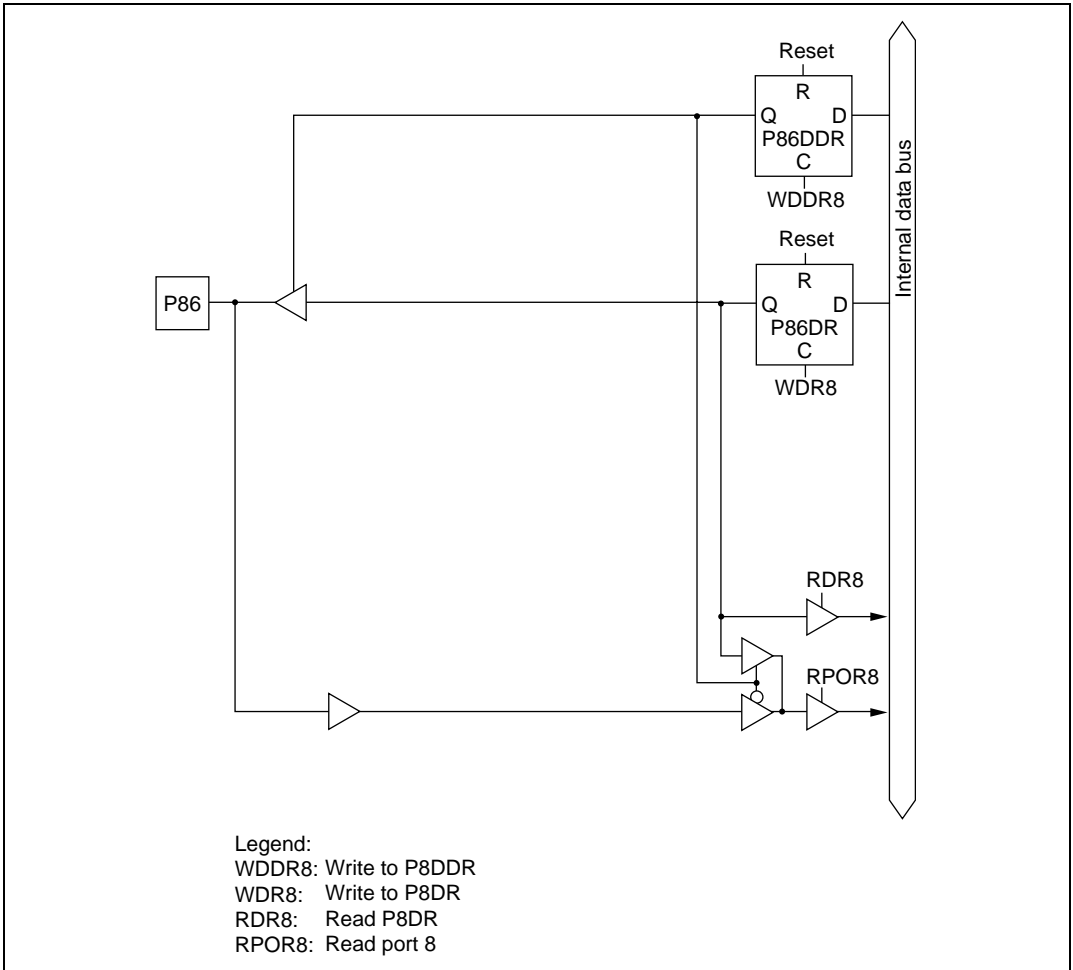 Reset
R
Q D
P86DDR
C
WDDR8
Internal data bus
Reset
R
P86
Q D
P86DR
C
WDR8
RDR8
RPOR8
Legend:
WDDR8: Write to P8DDR
WDR8: Write to P8DR
RDR8: Read P8DR
RPOR8: Read port 8